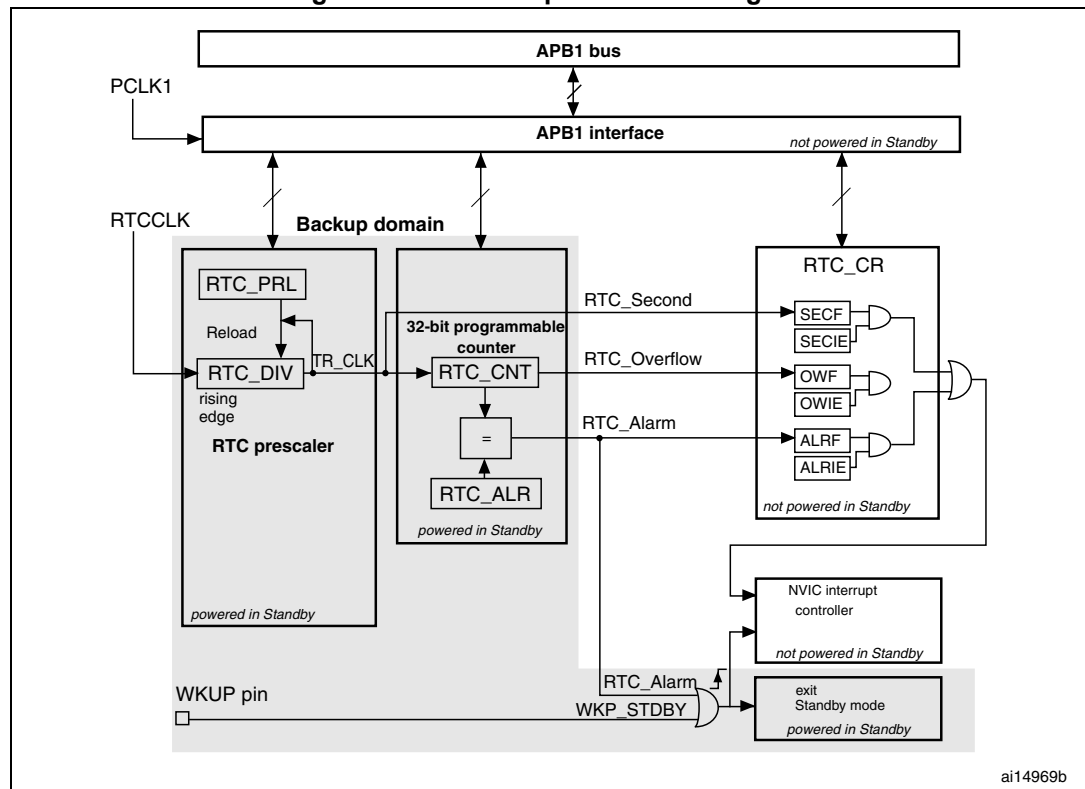 APB1 bus
PCLK1
APB1 interface
not powered in Standby
RTCCLK
Backup domain
RTC_PRL
Reload
RTC_DIV
rising
edge
TR_CLK
RTC prescaler
powered in Standby
32-bit programmable
counter
RTC_CNT
=
RTC_ALR
powered in Standby
RTC_Second
RTC_Overflow
RTC_Alarm
RTC_CR
SECF
SECIE
OWF
OWIE
ALRF
ALRIE
not powered in Standby
NVIC interrupt
controller
not powered in Standby
WKUP pin
RTC_Alarm
WKP_STDBY
exit
Standby mode
powered in Standby
ai14969b